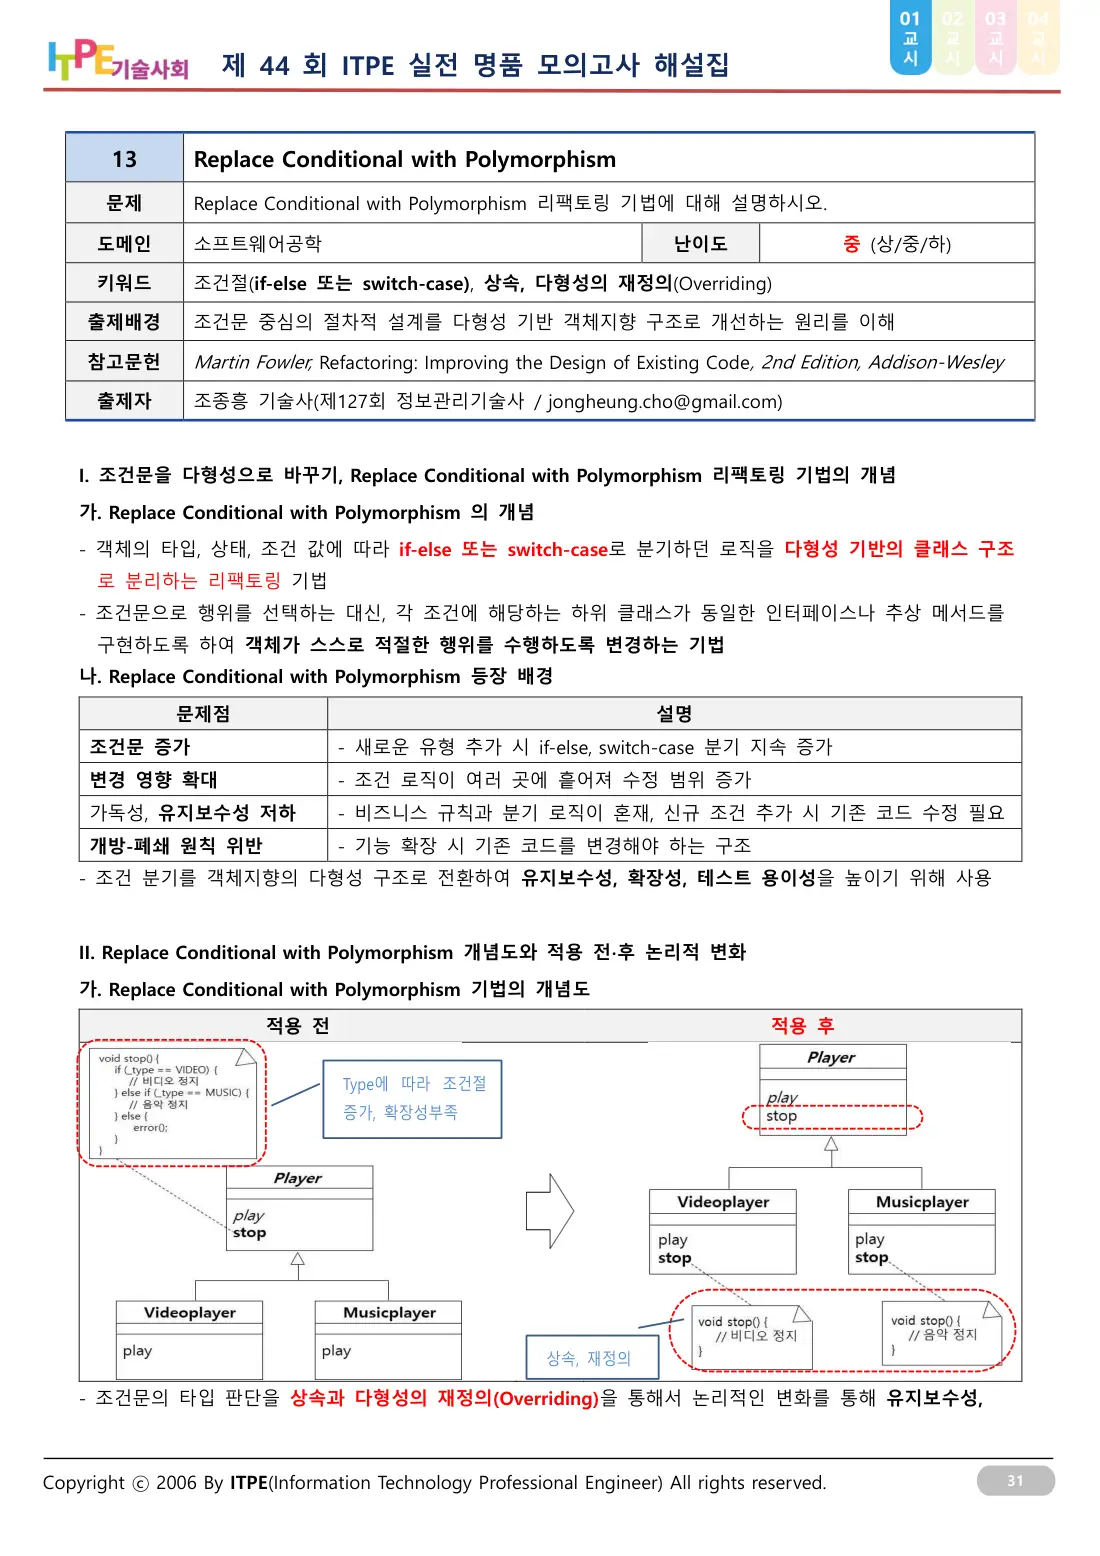 ITPE기술사회 제 44 회 ITPE 실전 명품 모의고사 해설집
01 교시
02 교시
03 교시
04 교시
13 Replace Conditional with Polymorphism
문제 Replace Conditional with Polymorphism 리팩토링 기법에 대해 설명하시오.
도메인 소프트웨어공학 난이도 중 (상/중/하)
키워드 조건절(if-else 또는 switch-case), 상속, 다형성의 재정의(Overriding)
출제배경 조건문 중심의 절차적 설계를 다형성 기반 객체지향 구조로 개선하는 원리를 이해
참고문헌 Martin Fowler, Refactoring: Improving the Design of Existing Code, 2nd Edition, Addison-Wesley
출제자 조종흥 기술사(제127회 정보관리기술사 / jongheung.cho@gmail.com)
I. 조건문을 다형성으로 바꾸기, Replace Conditional with Polymorphism 리팩토링 기법의 개념
가. Replace Conditional with Polymorphism 의 개념
- 객체의 타입, 상태, 조건 값에 따라 if-else 또는 switch-case로 분기하던 로직을 다형성 기반의 클래스 구조
로 분리하는 리팩토링 기법
- 조건문으로 행위를 선택하는 대신, 각 조건에 해당하는 하위 클래스가 동일한 인터페이스나 추상 메서드를
구현하도록 하여 객체가 스스로 적절한 행위를 수행하도록 변경하는 기법
나. Replace Conditional with Polymorphism 등장 배경
문제점 설명
조건문 증가 - 새로운 유형 추가 시 if-else, switch-case 분기 지속 증가
변경 영향 확대 - 조건 로직이 여러 곳에 흩어져 수정 범위 증가
가독성, 유지보수성 저하 - 비즈니스 규칙과 분기 로직이 혼재, 신규 조건 추가 시 기존 코드 수정 필요
개방-폐쇄 원칙 위반 - 기능 확장 시 기존 코드를 변경해야 하는 구조
- 조건 분기를 객체지향의 다형성 구조로 전환하여 유지보수성, 확장성, 테스트 용이성을 높이기 위해 사용
II. Replace Conditional with Polymorphism 개념도와 적용 전·후 논리적 변화
가. Replace Conditional with Polymorphism 기법의 개념도
적용 전 적용 후
void stop() {
if (_type == VIDEO) {
// 비디오 정지
} else if (_type == MUSIC) {
// 음악 정지
} else {
error();
}
}
Type에 따라 조건절
증가, 확장성부족
Player
play
stop
Videoplayer
play
Musicplayer
play
Player
play
stop
Videoplayer
play
stop
Musicplayer
play
stop
void stop() {
// 비디오 정지
}
void stop() {
// 음악 정지
}
상속, 재정의
- 조건문의 타입 판단을 상속과 다형성의 재정의(Overriding)을 통해서 논리적인 변화를 통해 유지보수성,
Copyright ⓒ 2006 By ITPE(Information Technology Professional Engineer) All rights reserved.
31